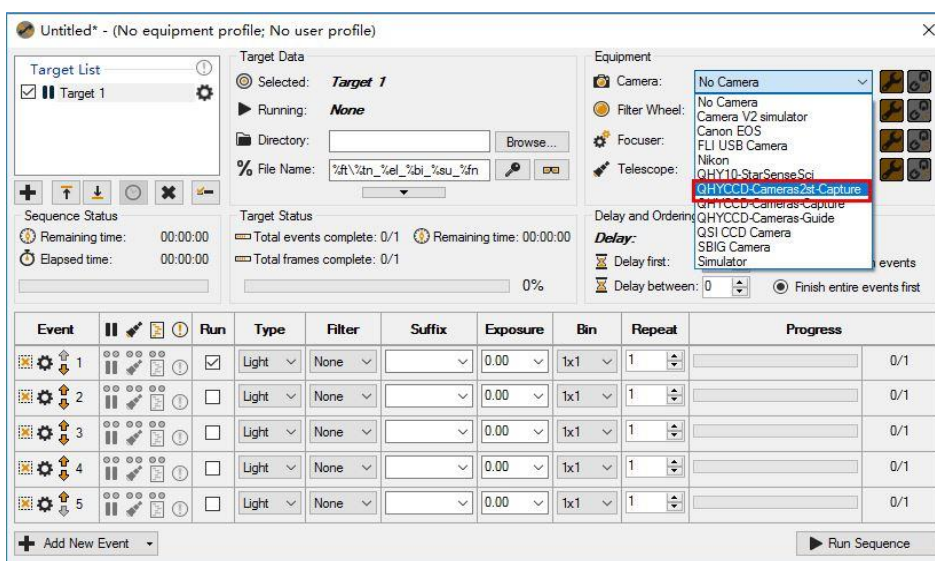 Untitled* - (No equipment profile; No user profile)
Target List
Target 1
Target Data
Selected: Target 1
Running: None
Directory: Browse...
File Name: %ft\%tn_%el_%bi_%su_%fn
Equipment
Camera: No Camera
No Camera
Camera V2 simulator
Canon EOS
FLI USB Camera
Nikon
QHY10-StarSenseSci
QHYCCD-Cameras2st-Capture
QHYCCD-Cameras-Capture
QHYCCD-Cameras-Guide
QSI CCD Camera
SBIG Camera
Simulator
Filter Wheel:
Focuser:
Telescope:
Sequence Status
Remaining time: 00:00:00
Elapsed time: 00:00:00
Target Status
Total events complete: 0/1 Remaining time: 00:00:00
Total frames complete: 0/1
0%
Delay and Ordering
Delay:
Delay first: events
Delay between: 0 Finish entire events first
Event Run Type Filter Suffix Exposure Bin Repeat Progress
1 Light None 0.00 1x1 1 0/1
2 Light None 0.00 1x1 1 0/1
3 Light None 0.00 1x1 1 0/1
4 Light None 0.00 1x1 1 0/1
5 Light None 0.00 1x1 1 0/1
Add New Event Run Sequence